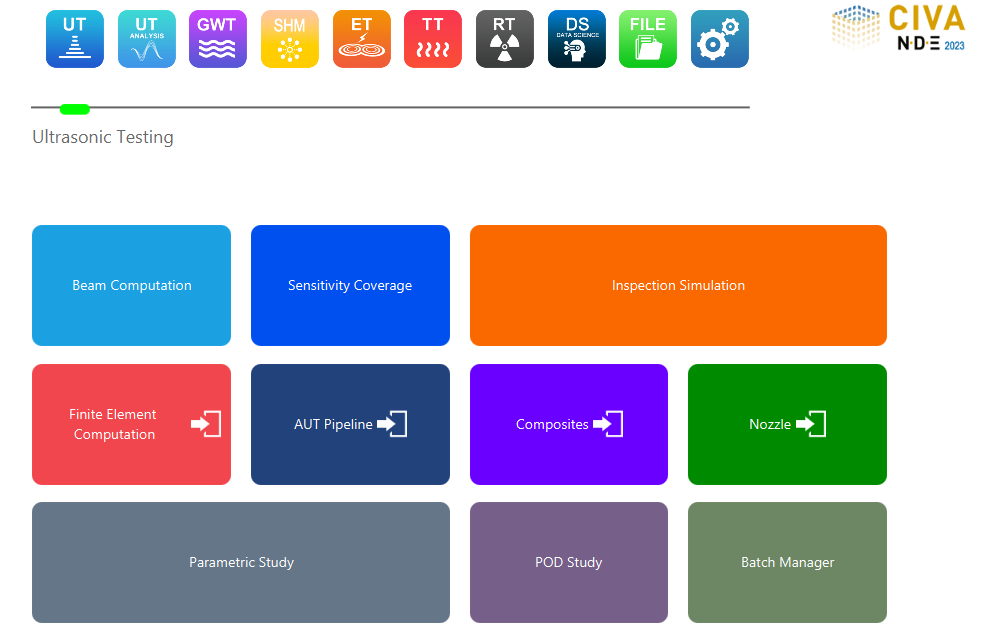 UT
UT
ANALYSIS
GWT
SHM
ET
TT
RT
DS
DATA SCIENCE
FILE
CIVA
N·D·E 2023
Ultrasonic Testing
Beam Computation
Sensitivity Coverage
Inspection Simulation
Finite Element
Computation
AUT Pipeline
Composites
Nozzle
Parametric Study
POD Study
Batch Manager